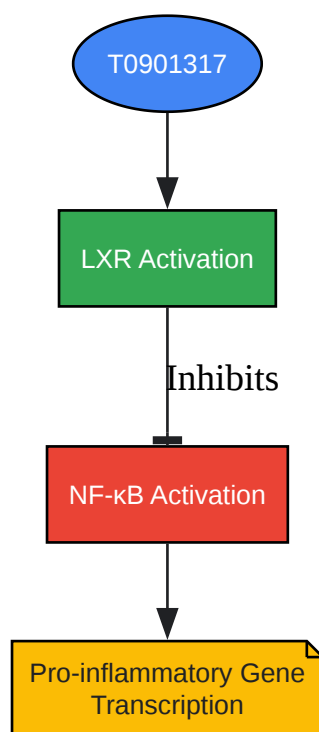 T0901317
LXR Activation
Inhibits
NF-κB Activation
Pro-inflammatory Gene
Transcription